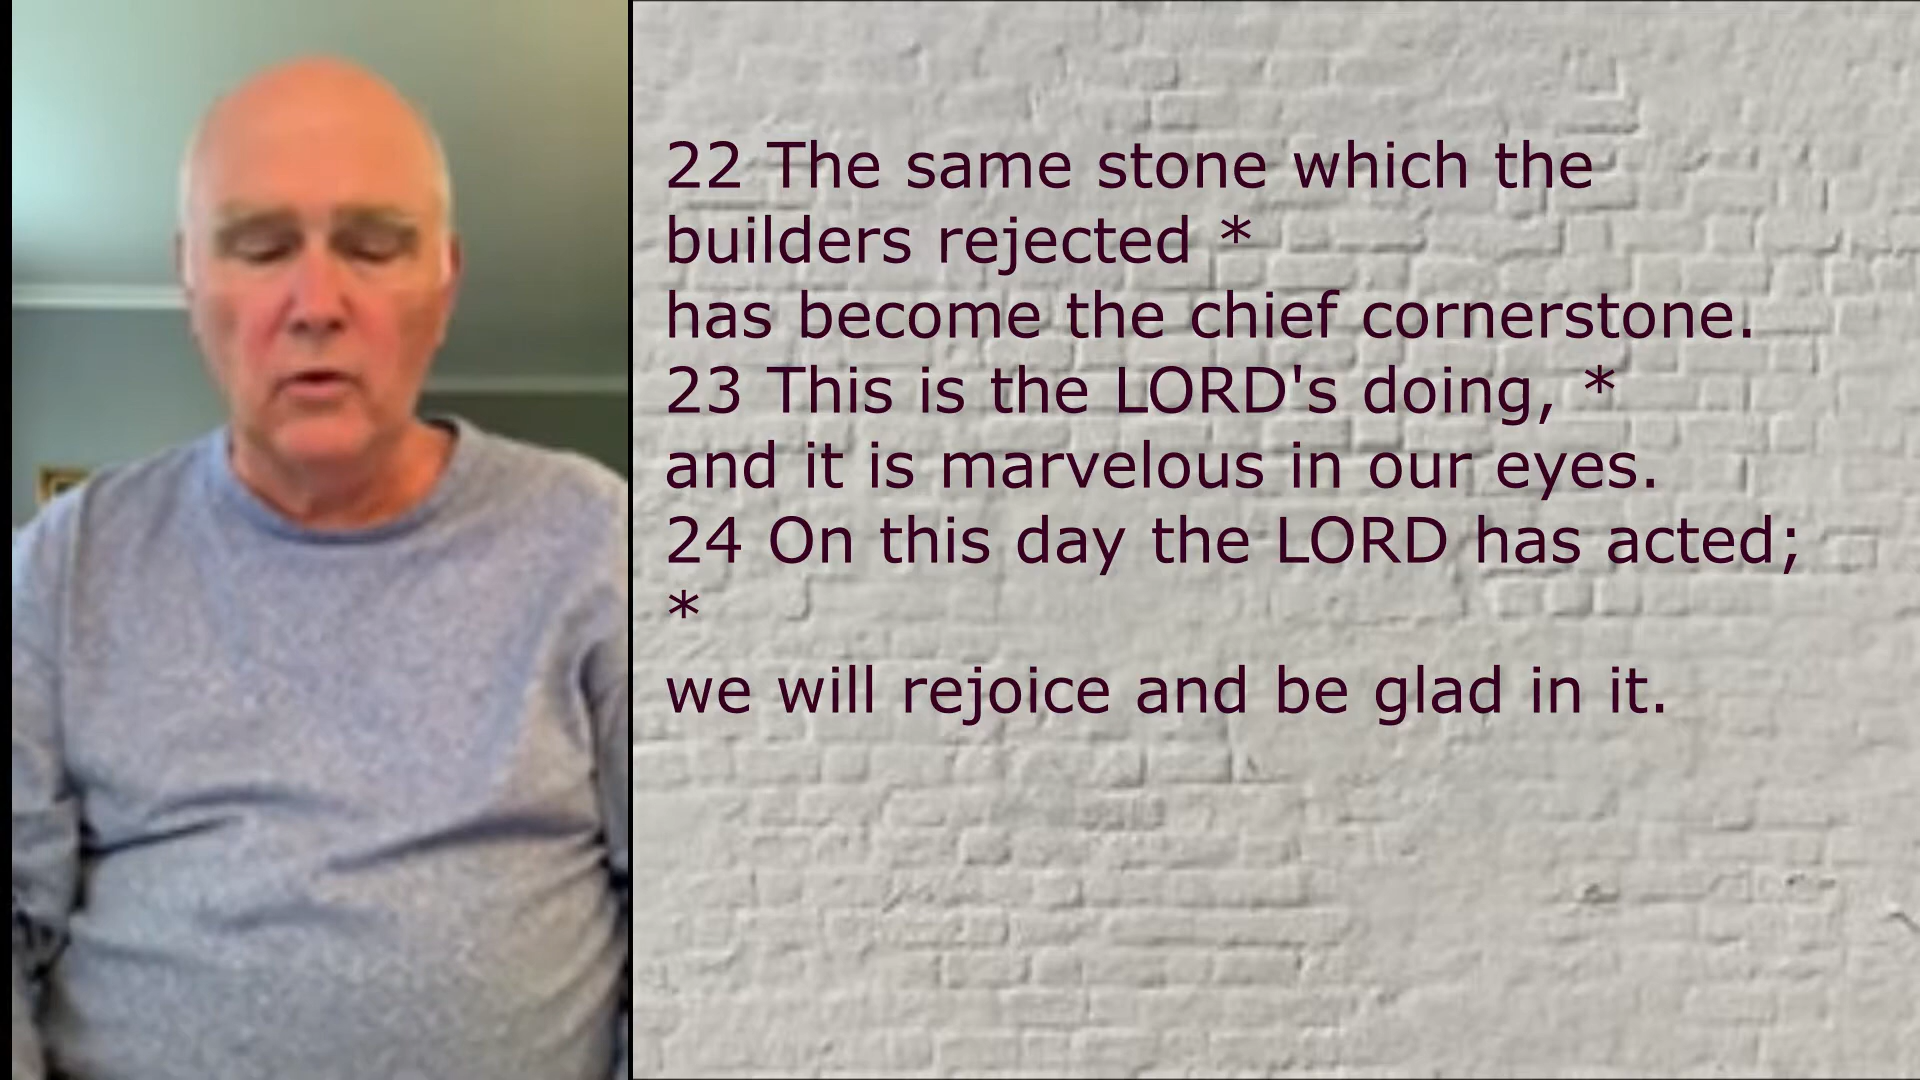 22 The same stone which the
builders rejected *
has become the chief cornerstone.
23 This is the LORD's doing, *
and it is marvelous in our eyes.
24 On this day the LORD has acted;
*
we will rejoice and be glad in it.